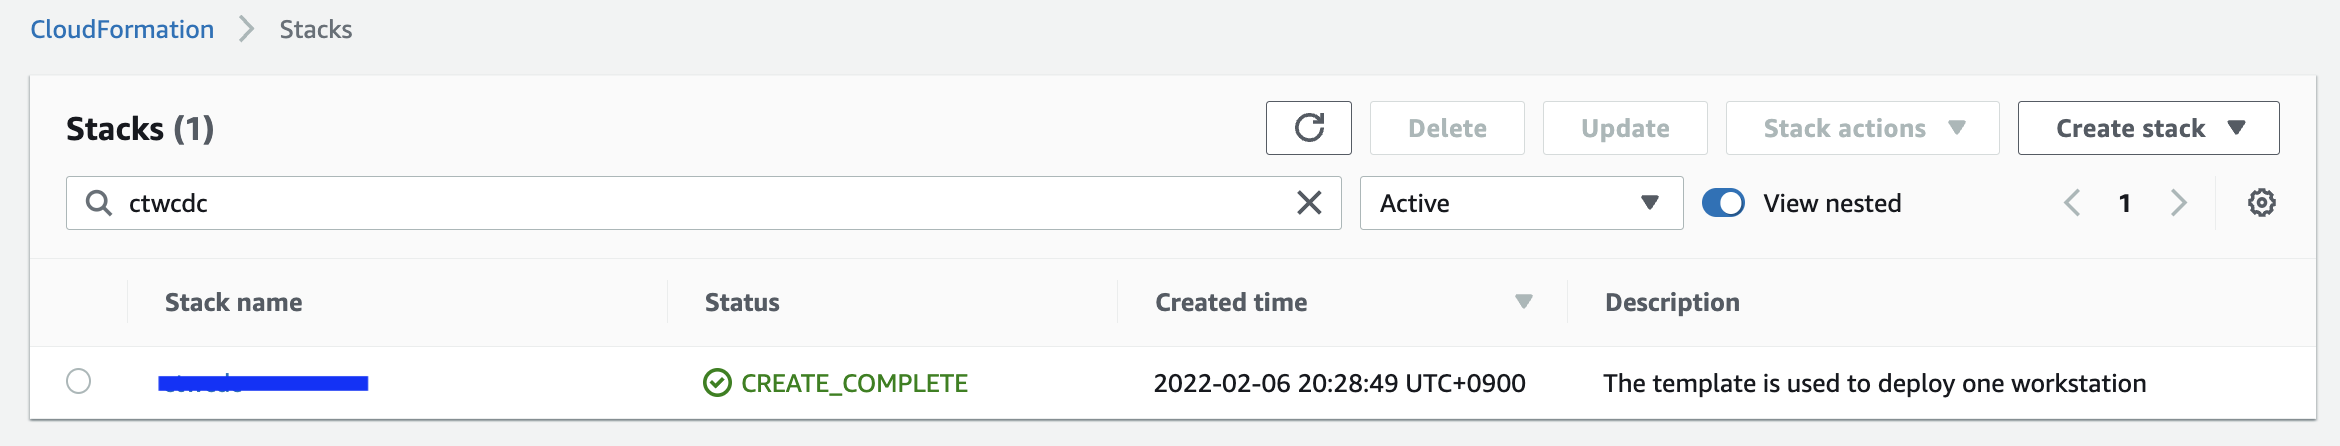 CloudFormation Stacks
Stacks (1) Delete Update Stack actions Create stack
ctwcdc Active View nested 1
Stack name Status Created time Description
CREATE_COMPLETE 2022-02-06 20:28:49 UTC+0900 The template is used to deploy one workstation